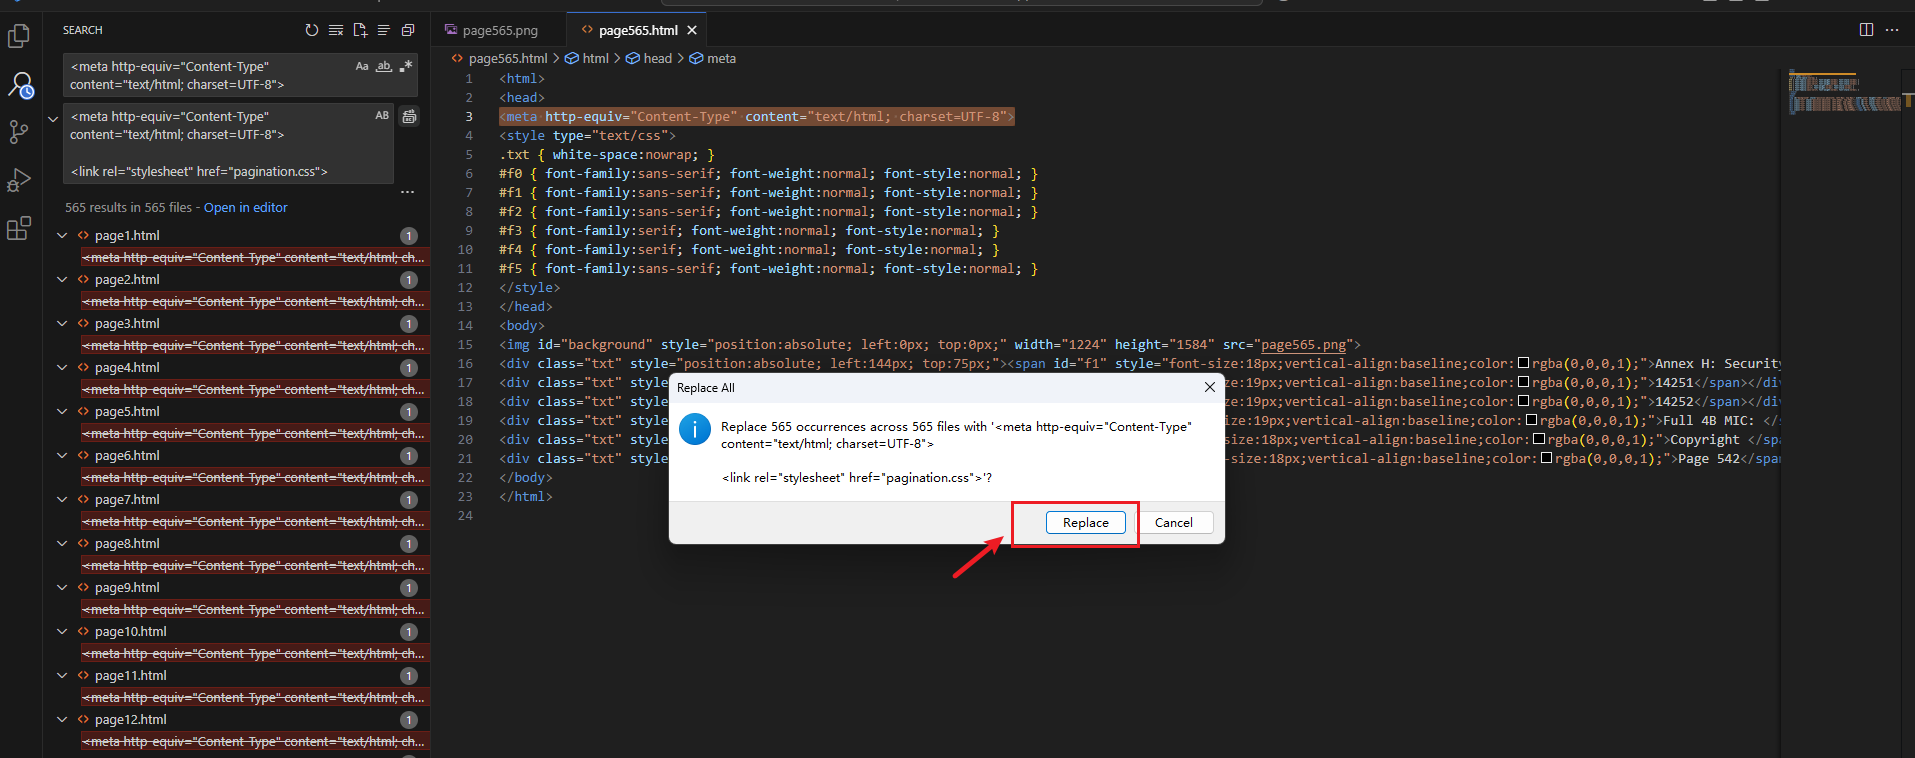 SEARCH
<meta http-equiv="Content-Type"
content="text/html; charset=UTF-8">
Aa ab .*
<meta http-equiv="Content-Type"
content="text/html; charset=UTF-8">
<link rel="stylesheet" href="pagination.css">
AB
565 results in 565 files - Open in editor
page1.html 1
<meta http-equiv="Content-Type" content="text/html; ch...
page2.html 1
<meta http-equiv="Content-Type" content="text/html; ch...
page3.html 1
<meta http-equiv="Content-Type" content="text/html; ch...
page4.html 1
<meta http-equiv="Content-Type" content="text/html; ch...
page5.html 1
<meta http-equiv="Content-Type" content="text/html; ch...
page6.html 1
<meta http-equiv="Content-Type" content="text/html; ch...
page7.html 1
<meta http-equiv="Content-Type" content="text/html; ch...
page8.html 1
<meta http-equiv="Content-Type" content="text/html; ch...
page9.html 1
<meta http-equiv="Content-Type" content="text/html; ch...
page10.html 1
<meta http-equiv="Content-Type" content="text/html; ch...
page11.html 1
<meta http-equiv="Content-Type" content="text/html; ch...
page12.html 1
<meta http-equiv="Content-Type" content="text/html; ch...
page565.png
page565.html
page565.html > html > head > meta
1 <html>
2 <head>
3 <meta http-equiv="Content-Type" content="text/html; charset=UTF-8">
4 <style type="text/css">
5 .txt { white-space:nowrap; }
6 #f0 { font-family:sans-serif; font-weight:normal; font-style:normal; }
7 #f1 { font-family:sans-serif; font-weight:normal; font-style:normal; }
8 #f2 { font-family:sans-serif; font-weight:normal; font-style:normal; }
9 #f3 { font-family:serif; font-weight:normal; font-style:normal; }
10 #f4 { font-family:serif; font-weight:normal; font-style:normal; }
11 #f5 { font-family:sans-serif; font-weight:normal; font-style:normal; }
12 </style>
13 </head>
14 <body>
15 <img id="background" style="position:absolute; left:0px; top:0px;" width="1224" height="1584" src="page565.png">
16 <div class="txt" style="position:absolute; left:144px; top:75px;"><span id="f1" style="font-size:18px;vertical-align:baseline;color:rgba(0,0,0,1);">Annex H: Security
17 <div class="txt" style -size:19px;vertical-align:baseline;color:rgba(0,0,0,1);">14251</span></div
18 <div class="txt" style -size:19px;vertical-align:baseline;color:rgba(0,0,0,1);">14252</span></div
19 <div class="txt" style size:19px;vertical-align:baseline;color:rgba(0,0,0,1);">Full 4B MIC: </s
20 <div class="txt" style size:18px;vertical-align:baseline;color:rgba(0,0,0,1);">Copyright </sp
21 <div class="txt" style -size:18px;vertical-align:baseline;color:rgba(0,0,0,1);">Page 542</spa
22 </body>
23 </html>
24
Replace All
Replace 565 occurrences across 565 files with '<meta http-equiv="Content-Type"
content="text/html; charset=UTF-8">
<link rel="stylesheet" href="pagination.css">'?
Replace
Cancel